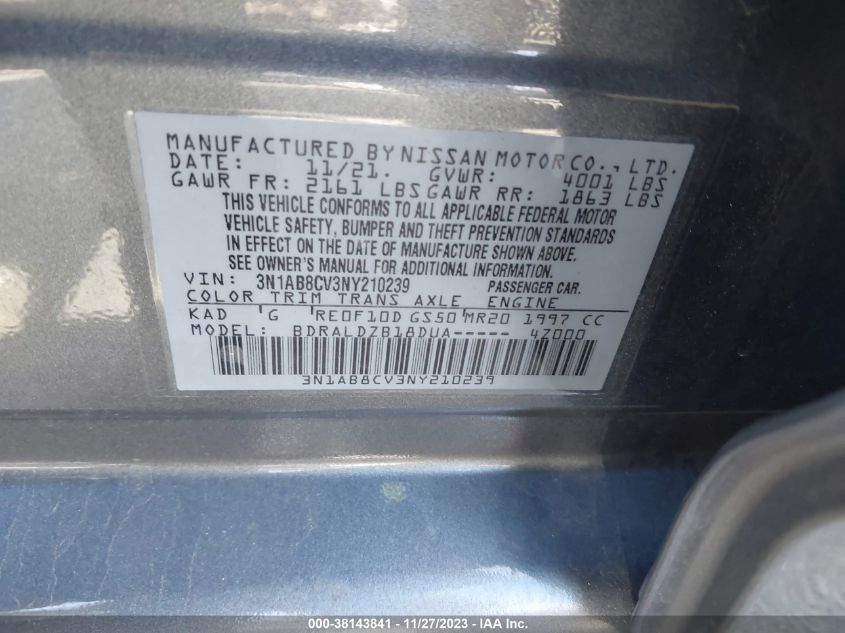 MANUFACTURED BY NISSAN MOTOR CO., LTD.
DATE: 11/21. GVWR: 4001 LBS
GAWR FR: 2161 LBS GAWR RR: 1863 LBS
THIS VEHICLE CONFORMS TO ALL APPLICABLE FEDERAL MOTOR
VEHICLE SAFETY, BUMPER AND THEFT PREVENTION STANDARDS
IN EFFECT ON THE DATE OF MANUFACTURE SHOWN ABOVE.
SEE OWNER'S MANUAL FOR ADDITIONAL INFORMATION.
VIN: 3N1AB8CV3NY210239 PASSENGER CAR.
COLOR TRIM TRANS AXLE ENGINE
KAD G RE0F10D GS50 MR20 1997 CC
MODEL: BDRALDZB18DUA----- 4Z000
3N1AB8CV3NY210239
000-38143841 - 11/27/2023 - IAA Inc.